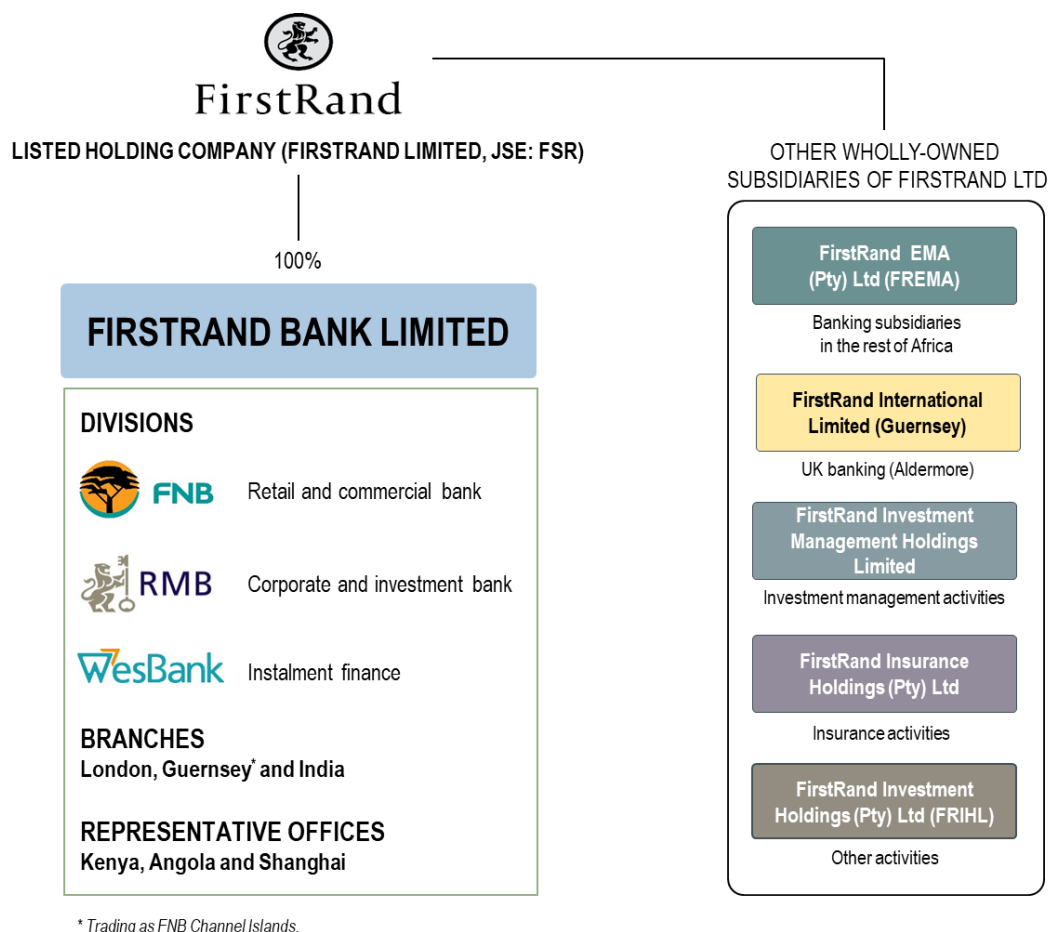 FirstRand
LISTED HOLDING COMPANY (FIRSTRAND LIMITED, JSE: FSR)
100%
FIRSTRAND BANK LIMITED
DIVISIONS
FNB
Retail and commercial bank
RMB
Corporate and investment bank
WesBank
Instalment finance
BRANCHES
London, Guernsey* and India
REPRESENTATIVE OFFICES
Kenya, Angola and Shanghai
* Trading as FNB Channel Islands.
OTHER WHOLLY-OWNED
SUBSIDIARIES OF FIRSTRAND LTD
FirstRand EMA
(Pty) Ltd (FREMA)
Banking subsidiaries
in the rest of Africa
FirstRand International
Limited (Guernsey)
UK banking (Aldermore)
FirstRand Investment
Management Holdings
Limited
Investment management activities
FirstRand Insurance
Holdings (Pty) Ltd
Insurance activities
FirstRand Investment
Holdings (Pty) Ltd (FRIHL)
Other activities